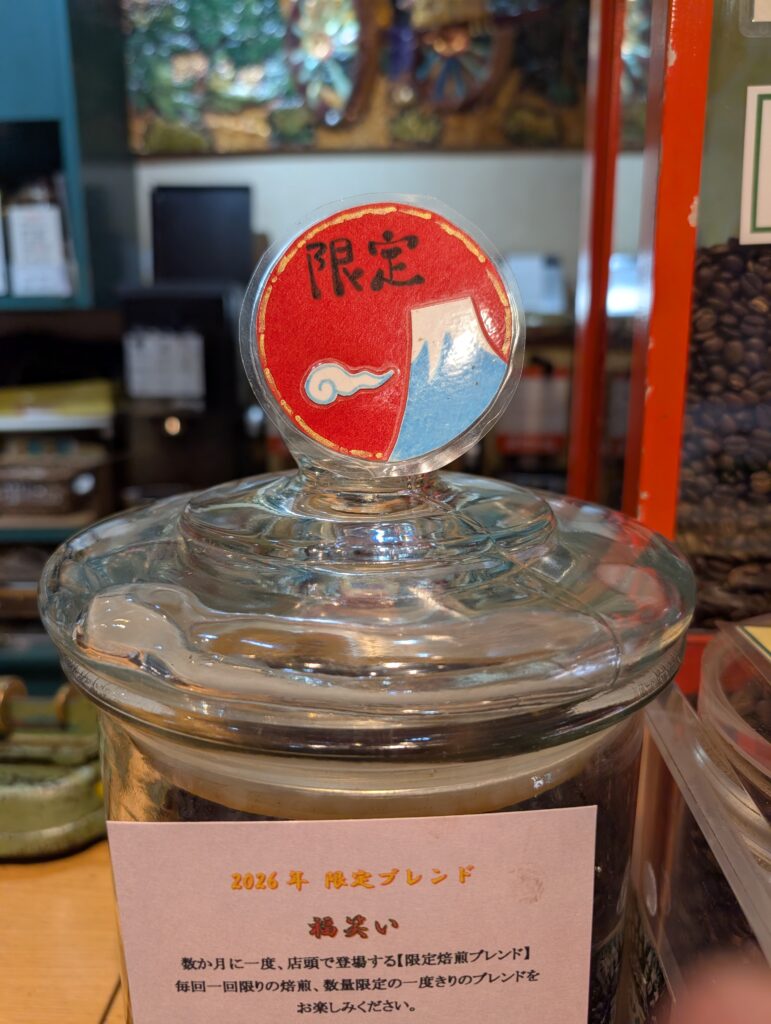 限定
2026年 限定ブレンド
福笑い
数か月に一度、店頭で登場する【限定焙煎ブレンド】
毎回一回限りの焙煎、数量限定の一度きりのブレンドを
お楽しみください。